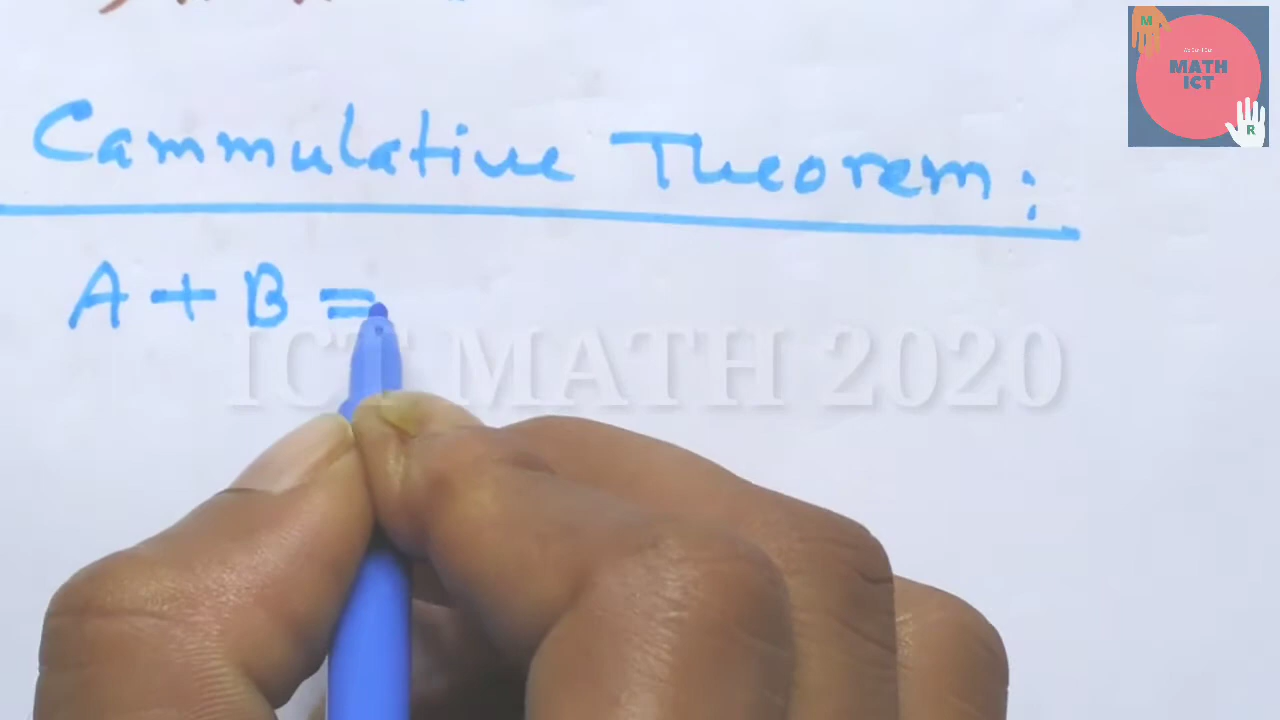 MATH
ICT
M
R
Cammulative Theorem:
A + B =
ICT MATH 2020